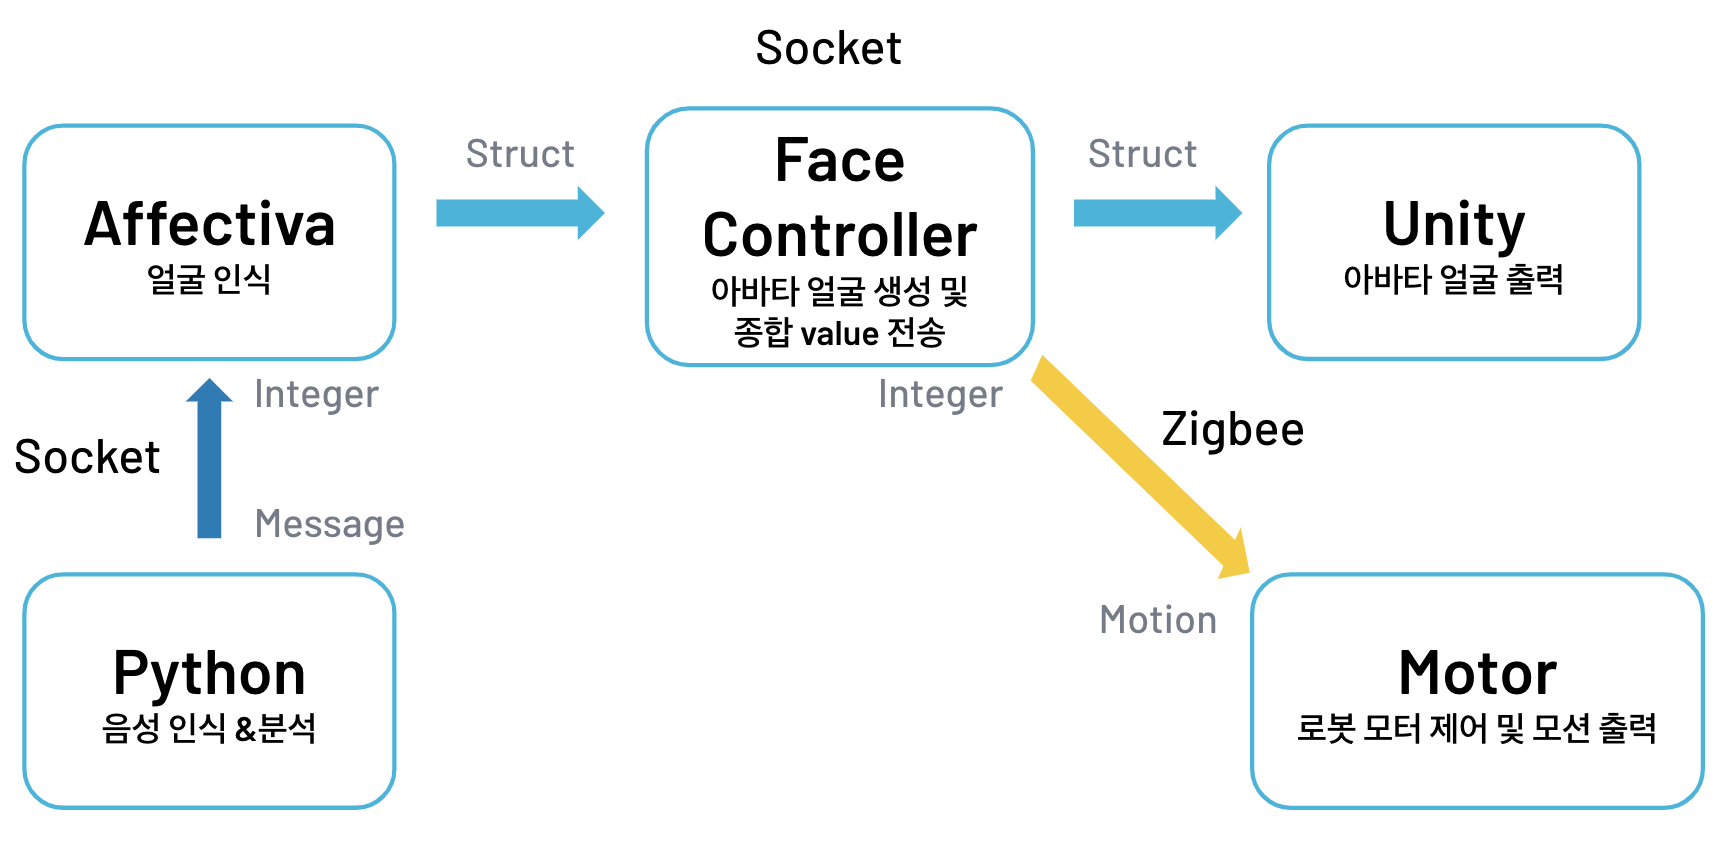 Socket
Affectiva
얼굴 인식
Struct
Face
Controller
아바타 얼굴 생성 및
종합 value 전송
Struct
Unity
아바타 얼굴 출력
Integer
Socket
Message
Integer
Zigbee
Python
음성 인식 &분석
Motion
Motor
로봇 모터 제어 및 모션 출력